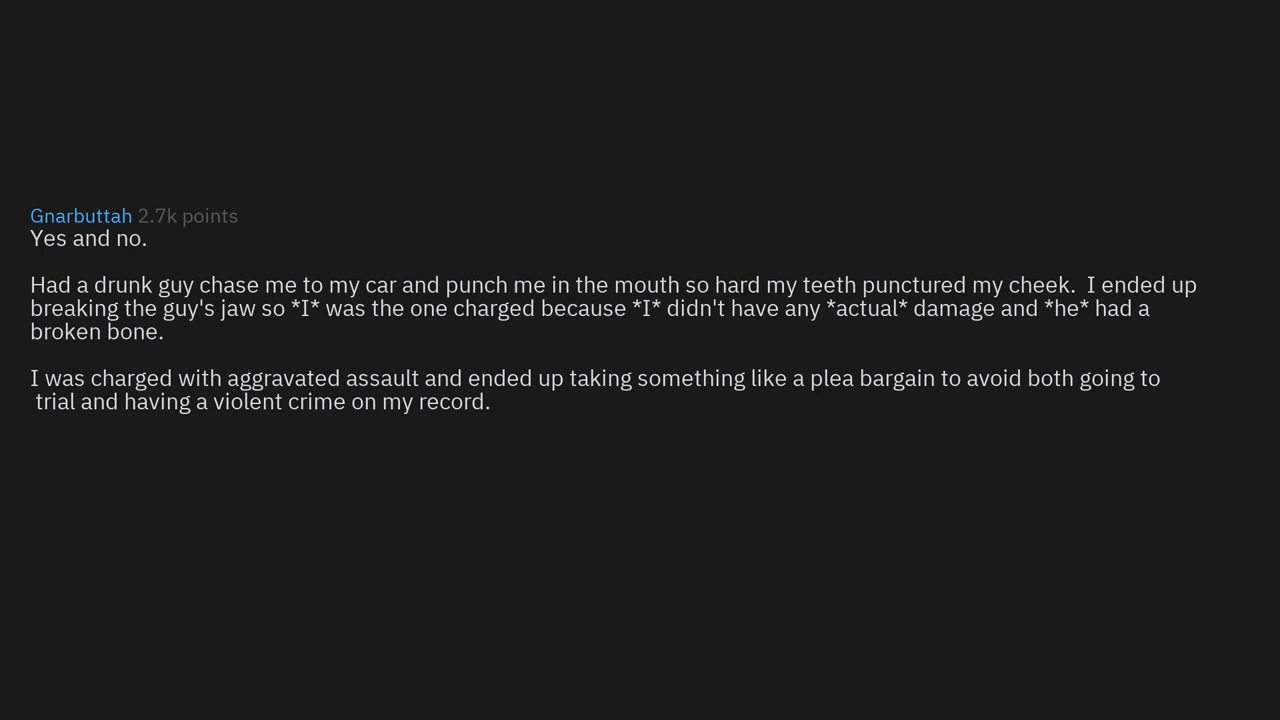 Gnarbuttah 2.7k points
Yes and no.
Had a drunk guy chase me to my car and punch me in the mouth so hard my teeth punctured my cheek.  I ended up
breaking the guy's jaw so *I* was the one charged because *I* didn't have any *actual* damage and *he* had a
broken bone.
I was charged with aggravated assault and ended up taking something like a plea bargain to avoid both going to
trial and having a violent crime on my record.